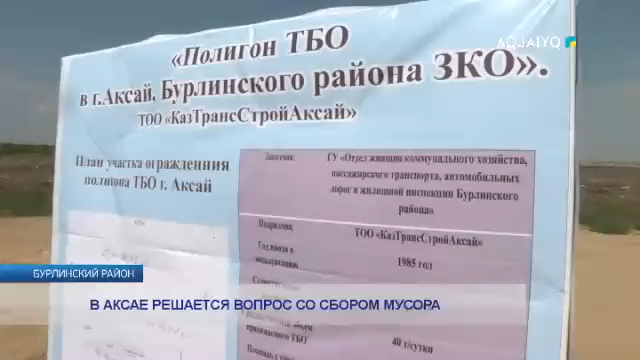 AQJAIYQ
«Полигон ТБО
в г.Аксай, Бурлинского района ЗКО».
ТОО «КазТрансСтройАксай»
План участка ограждения
полигона ТБО г. Аксай
Заказчик
ГУ «Отдел жилищно коммунального хозяйства,
пассажирского транспорта, автомобильных
дорог и жилищной инспекции Бурлинского
района»
Подрядчик
ТОО «КазТрансСтройАксай»
Год ввода в
эксплуатацию
1985 год
ТБО
40 т/сутки
БУРЛИНСКИЙ РАЙОН
В АКСАЕ РЕШАЕТСЯ ВОПРОС СО СБОРОМ МУСОРА